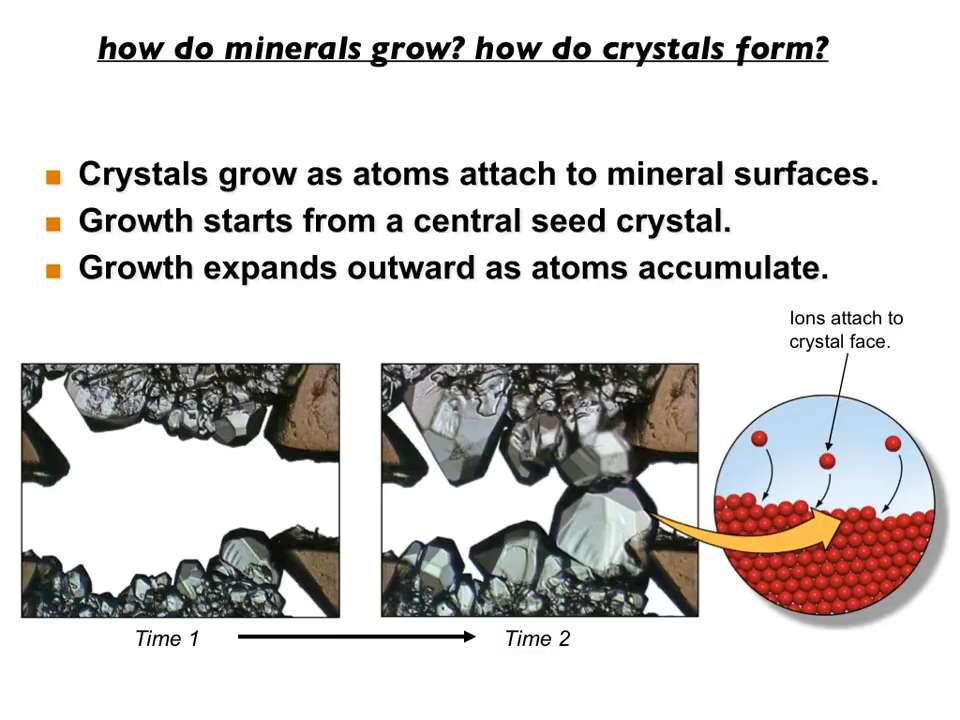 how do minerals grow? how do crystals form?
Crystals grow as atoms attach to mineral surfaces.
Growth starts from a central seed crystal.
Growth expands outward as atoms accumulate.
Ions attach to
crystal face.
Time 1
Time 2